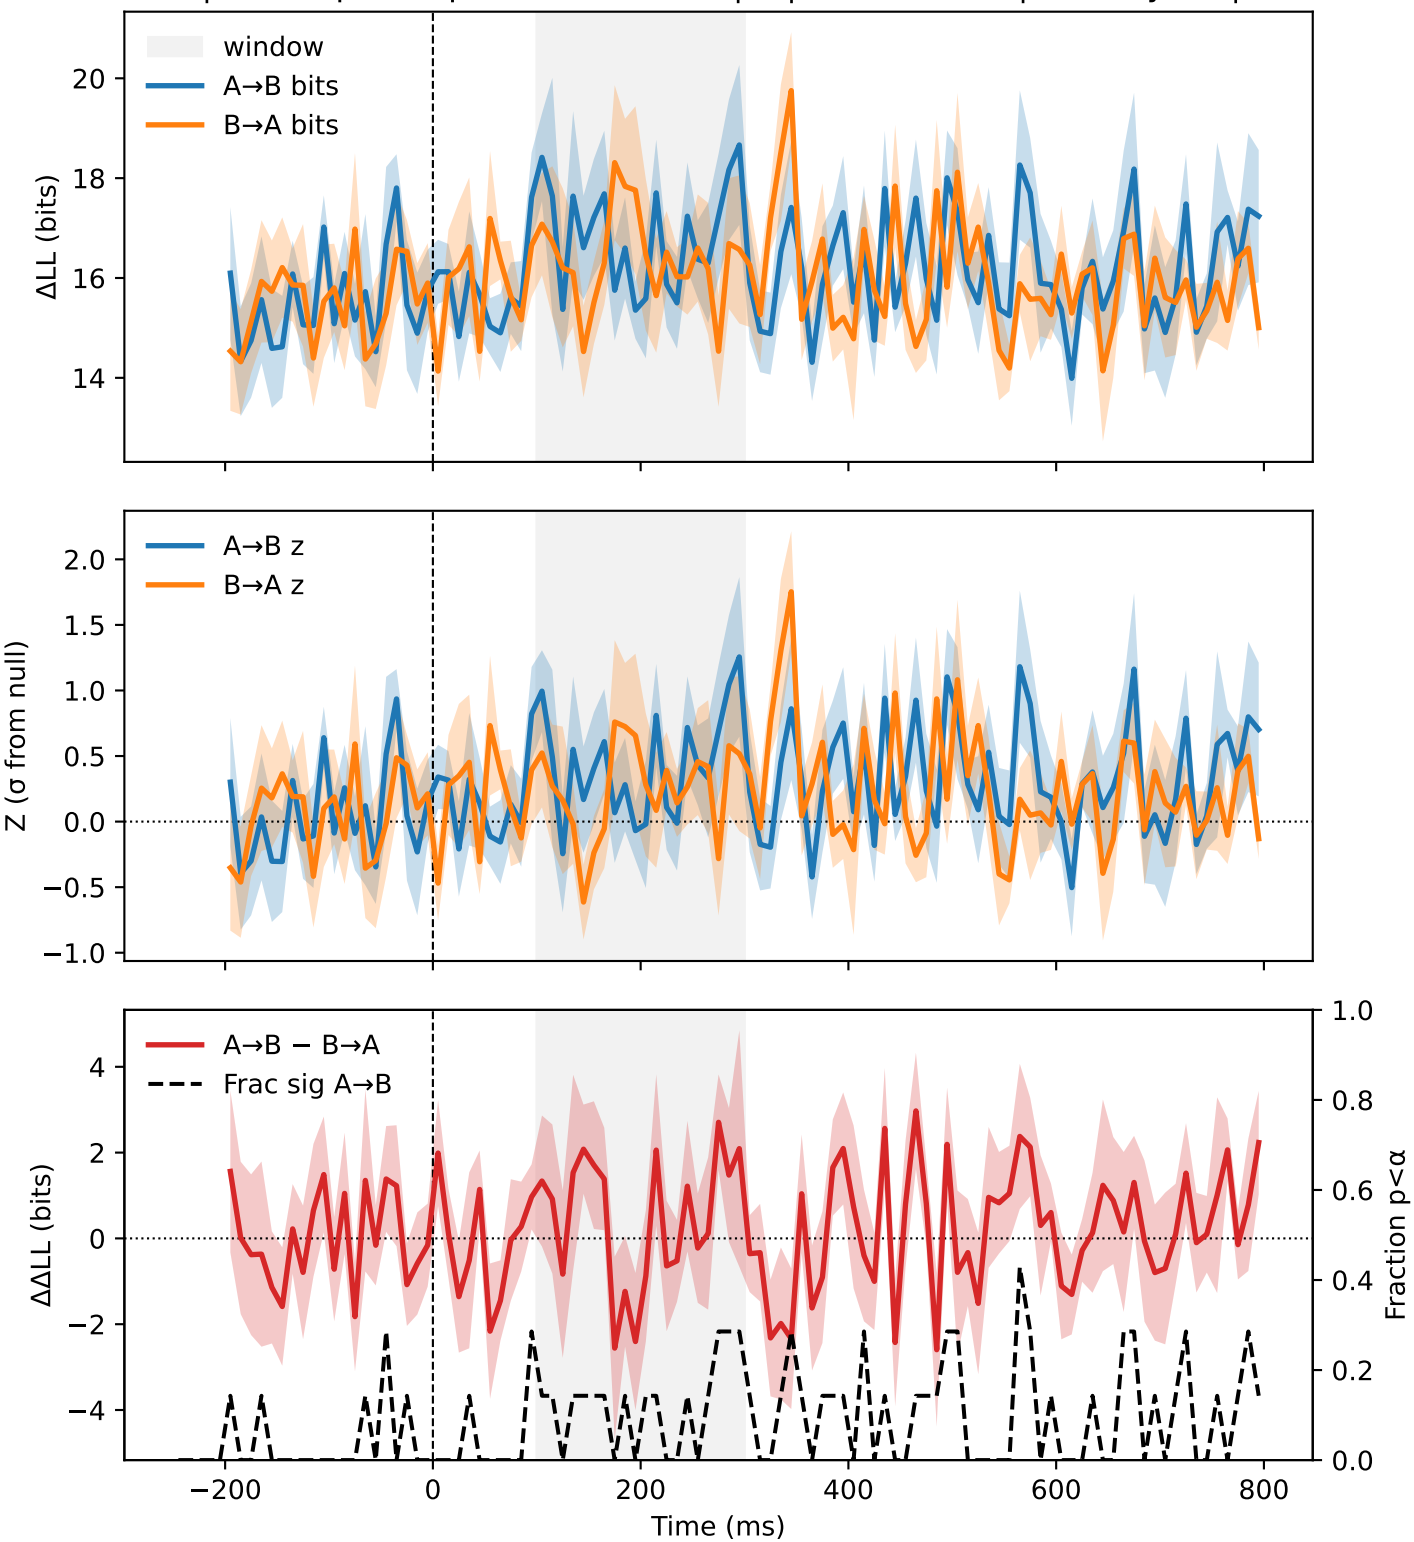 window
A→B bits
B→A bits
ΔLL (bits)
20
18
16
14
A→B z
B→A z
Z (σ from null)
2.0
1.5
1.0
0.5
0.0
−0.5
−1.0
A→B − B→A
Frac sig A→B
ΔΔLL (bits)
4
2
0
−2
−4
1.0
0.8
0.6
0.4
0.2
0.0
Fraction p<α
−200
0
200
400
600
800
Time (ms)